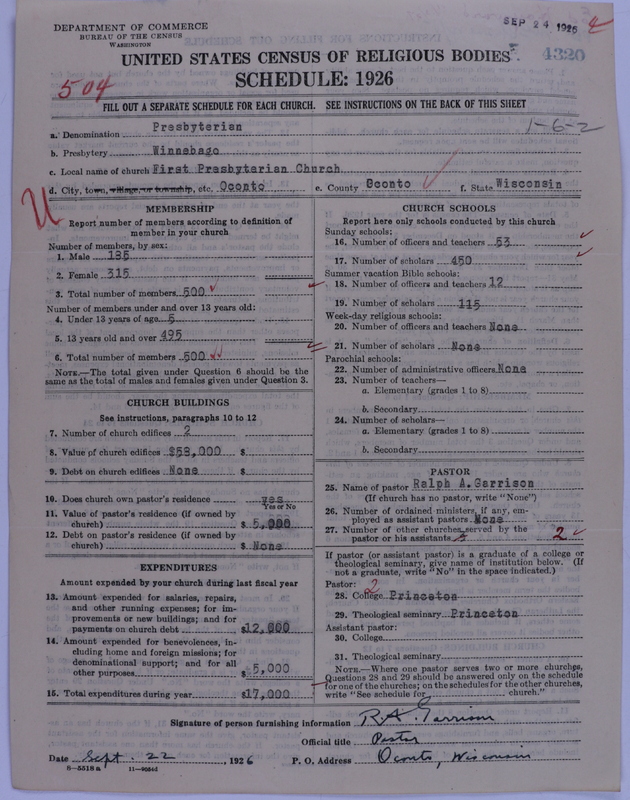 DEPARTMENT OF COMMERCE
BUREAU OF THE CENSUS
WASHINGTON
SEP 24 1926
4320
UNITED STATES CENSUS OF RELIGIOUS BODIES
SCHEDULE: 1926
504
FILL OUT A SEPARATE SCHEDULE FOR EACH CHURCH. SEE INSTRUCTIONS ON THE BACK OF THIS SHEET
1-6-2
a. Denomination Presbyterian
b. Presbytery Winnebago
c. Local name of church First Presbyterian Church
d. City, town, village, or township, etc. Oconto e. County Oconto f. State Wisconsin
U
MEMBERSHIP
Report number of members according to definition of member in your church
Number of members, by sex:
1. Male 185
2. Female 315
3. Total number of members 500
Number of members under and over 13 years old:
4. Under 13 years of age 5
5. 13 years old and over 495
6. Total number of members 500
NOTE.—The total given under Question 6 should be the same as the total of males and females given under Question 3.
CHURCH BUILDINGS
See instructions, paragraphs 10 to 12
7. Number of church edifices 2
8. Value of church edifices $53,000 $
9. Debt on church edifices None $
10. Does church own pastor's residence yes
Yes or No
11. Value of pastor's residence (if owned by church) $ 5,000
12. Debt on pastor's residence (if owned by church) $ None
EXPENDITURES
Amount expended by your church during last fiscal year
13. Amount expended for salaries, repairs, and other running expenses; for improvements or new buildings; and for payments on church debt $12,000
14. Amount expended for benevolences, including home and foreign missions; for denominational support; and for all other purposes $ 5,000
15. Total expenditures during year $17,000
CHURCH SCHOOLS
Report here only schools conducted by this church
Sunday schools:
16. Number of officers and teachers 53
17. Number of scholars 450
Summer vacation Bible schools:
18. Number of officers and teachers 12
19. Number of scholars 115
Week-day religious schools:
20. Number of officers and teachers None
21. Number of scholars None
Parochial schools:
22. Number of administrative officers None
23. Number of teachers—
a. Elementary (grades 1 to 8)
b. Secondary
24. Number of scholars—
a. Elementary (grades 1 to 8)
b. Secondary
PASTOR
25. Name of pastor Ralph A. Garrison
(If church has no pastor, write "None")
26. Number of ordained ministers, if any, employed as assistant pastors None
27. Number of other churches served by the pastor or his assistants 2
If pastor (or assistant pastor) is a graduate of a college or theological seminary, give name of institution below. (If not a graduate, write "No" in the space indicated.)
Pastor: 2
28. College Princeton
29. Theological seminary Princeton
Assistant pastor:
30. College
31. Theological seminary
NOTE.—Where one pastor serves two or more churches, Questions 28 and 29 should be answered only on the schedule for one of the churches; on the schedules for the other churches, write "See schedule for church."
Signature of person furnishing information R. A. Garrison
Official title Pastor
Date Sept. 22, 1926 P. O. Address Oconto, Wisconsin
8-5518 a